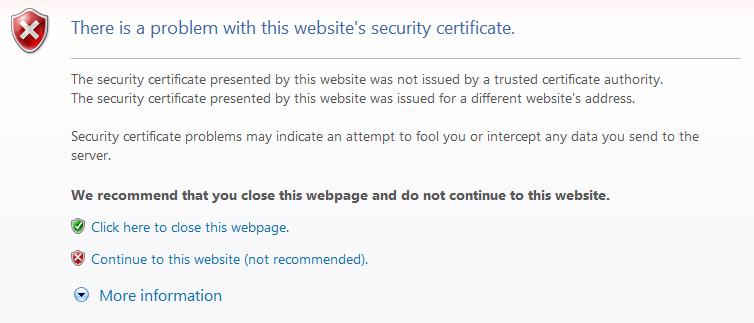 There is a problem with this website's security certificate.
The security certificate presented by this website was not issued by a trusted certificate authority.
The security certificate presented by this website was issued for a different website's address.
Security certificate problems may indicate an attempt to fool you or intercept any data you send to the
server.
We recommend that you close this webpage and do not continue to this website.
Click here to close this webpage.
Continue to this website (not recommended).
More information